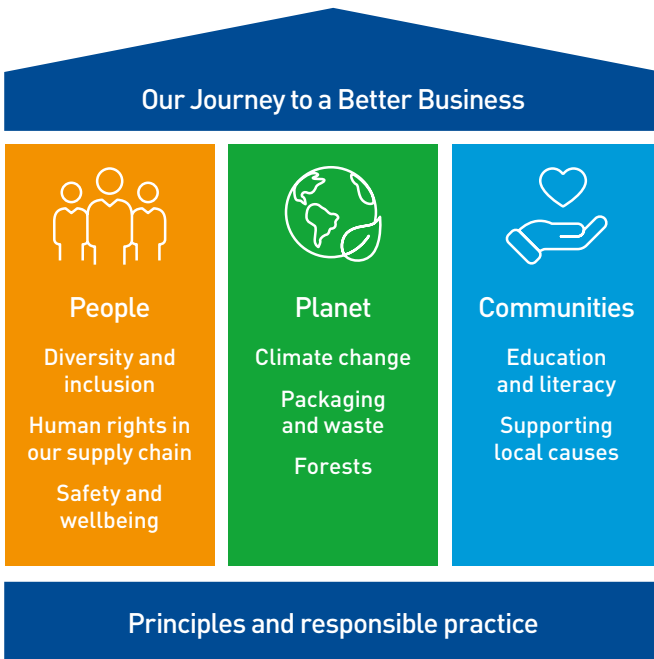 Our Journey to a Better Business
People
Diversity and
inclusion
Human rights in
our supply chain
Safety and
wellbeing
Planet
Climate change
Packaging
and waste
Forests
Communities
Education
and literacy
Supporting
local causes
Principles and responsible practice